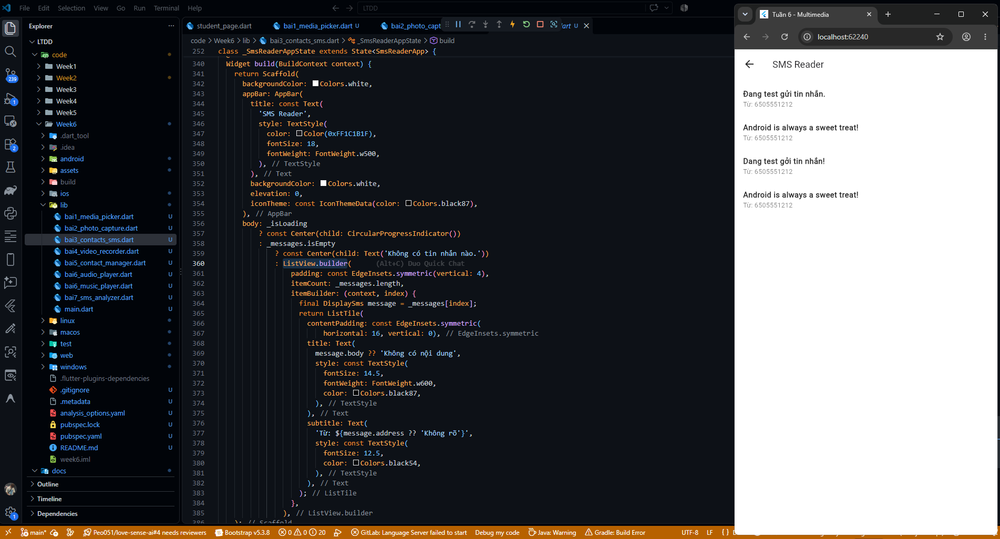 File Edit Selection View Go Run Terminal Help
LTDD
Explorer
LTDD
code
Week1
Week2
Week3
Week4
Week5
Week6
.dart_tool
.idea
android
assets
build
ios
lib
bai1_media_picker.dart U
bai2_photo_capture.dart U
bai3_contacts_sms.dart U
bai4_video_recorder.dart U
bai5_contact_manager.dart U
bai6_audio_player.dart U
bai6_music_player.dart U
bai7_sms_analyzer.dart U
main.dart U
linux
macos
test
web
windows
.flutter-plugins-dependencies
.gitignore U
.metadata U
analysis_options.yaml U
pubspec.lock U
pubspec.yaml U
README.md U
week6.iml
docs
Outline
Timeline
Dependencies
239
1
2
1
student_page.dart bai1_media_picker.dart U bai2_photo_capt dart U
code > Week6 > lib > bai3_contacts_sms.dart > _SmsReaderAppState > build
252 class _SmsReaderAppState extends State<SmsReaderApp> {
340 Widget build(BuildContext context) {
341 return Scaffold(
342 backgroundColor: Colors.white,
343 appBar: AppBar(
344 title: const Text(
345 'SMS Reader',
346 style: TextStyle(
347 color: Color(0xFF1C1B1F),
348 fontSize: 18,
349 fontWeight: FontWeight.w500,
350 ), // TextStyle
351 ), // Text
352 backgroundColor: Colors.white,
353 elevation: 0,
354 iconTheme: const IconThemeData(color: Colors.black87),
355 ), // AppBar
356 body: _isLoading
357 ? const Center(child: CircularProgressIndicator())
358 : _messages.isEmpty
359 ? const Center(child: Text('Không có tin nhắn nào.'))
360 : ListView.builder( (Alt+C) Duo Quick Chat
361 padding: const EdgeInsets.symmetric(vertical: 4),
362 itemCount: _messages.length,
363 itemBuilder: (context, index) {
364 final DisplaySms message = _messages[index];
365 return ListTile(
366 contentPadding: const EdgeInsets.symmetric(
367 horizontal: 16, vertical: 0), // EdgeInsets.symmetric
368 title: Text(
369 message.body ?? 'Không có nội dung',
370 style: const TextStyle(
371 fontSize: 14.5,
372 fontWeight: FontWeight.w600,
373 color: Colors.black87,
374 ), // TextStyle
375 ), // Text
376 subtitle: Text(
377 'Từ: ${message.address ?? 'Không rõ'}',
378 style: const TextStyle(
379 fontSize: 12.5,
380 color: Colors.black54,
381 ), // TextStyle
382 ), // Text
383 ); // ListTile
384 },
385 ), // ListView.builder
386 ); // Scaffold
Tuần 6 - Multimedia
localhost:62240
SMS Reader
Đang test gửi tin nhắn.
Từ: 6505551212
Android is always a sweet treat!
Từ: 6505551212
Dang test gởi tin nhắn!
Từ: 6505551212
Android is always a sweet treat!
Từ: 6505551212
main* Peo051/love-sense-ai#4 needs reviewers Bootstrap v5.3.8 0 0 20 GitLab: Language Server failed to start Debug my code Java: Warning Gradle: Build Error UTF-8 LF { }